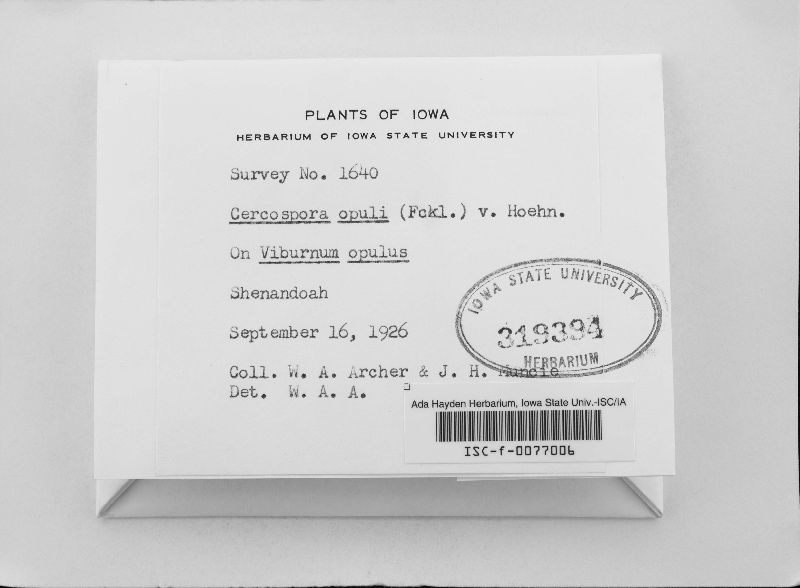 PLANTS OF IOWA
HERBARIUM OF IOWA STATE UNIVERSITY
Survey No. 1640
Cercospora opuli (Fckl.) v. Hoehn.
On Viburnum opulus
Shenandoah
September 16, 1926
Coll. W. A. Archer & J. H. Muncie
Det. W. A. A.
IOWA STATE UNIVERSITY
319394
HERBARIUM
Ada Hayden Herbarium, Iowa State Univ.-ISC/IA
ISC-f-0077006